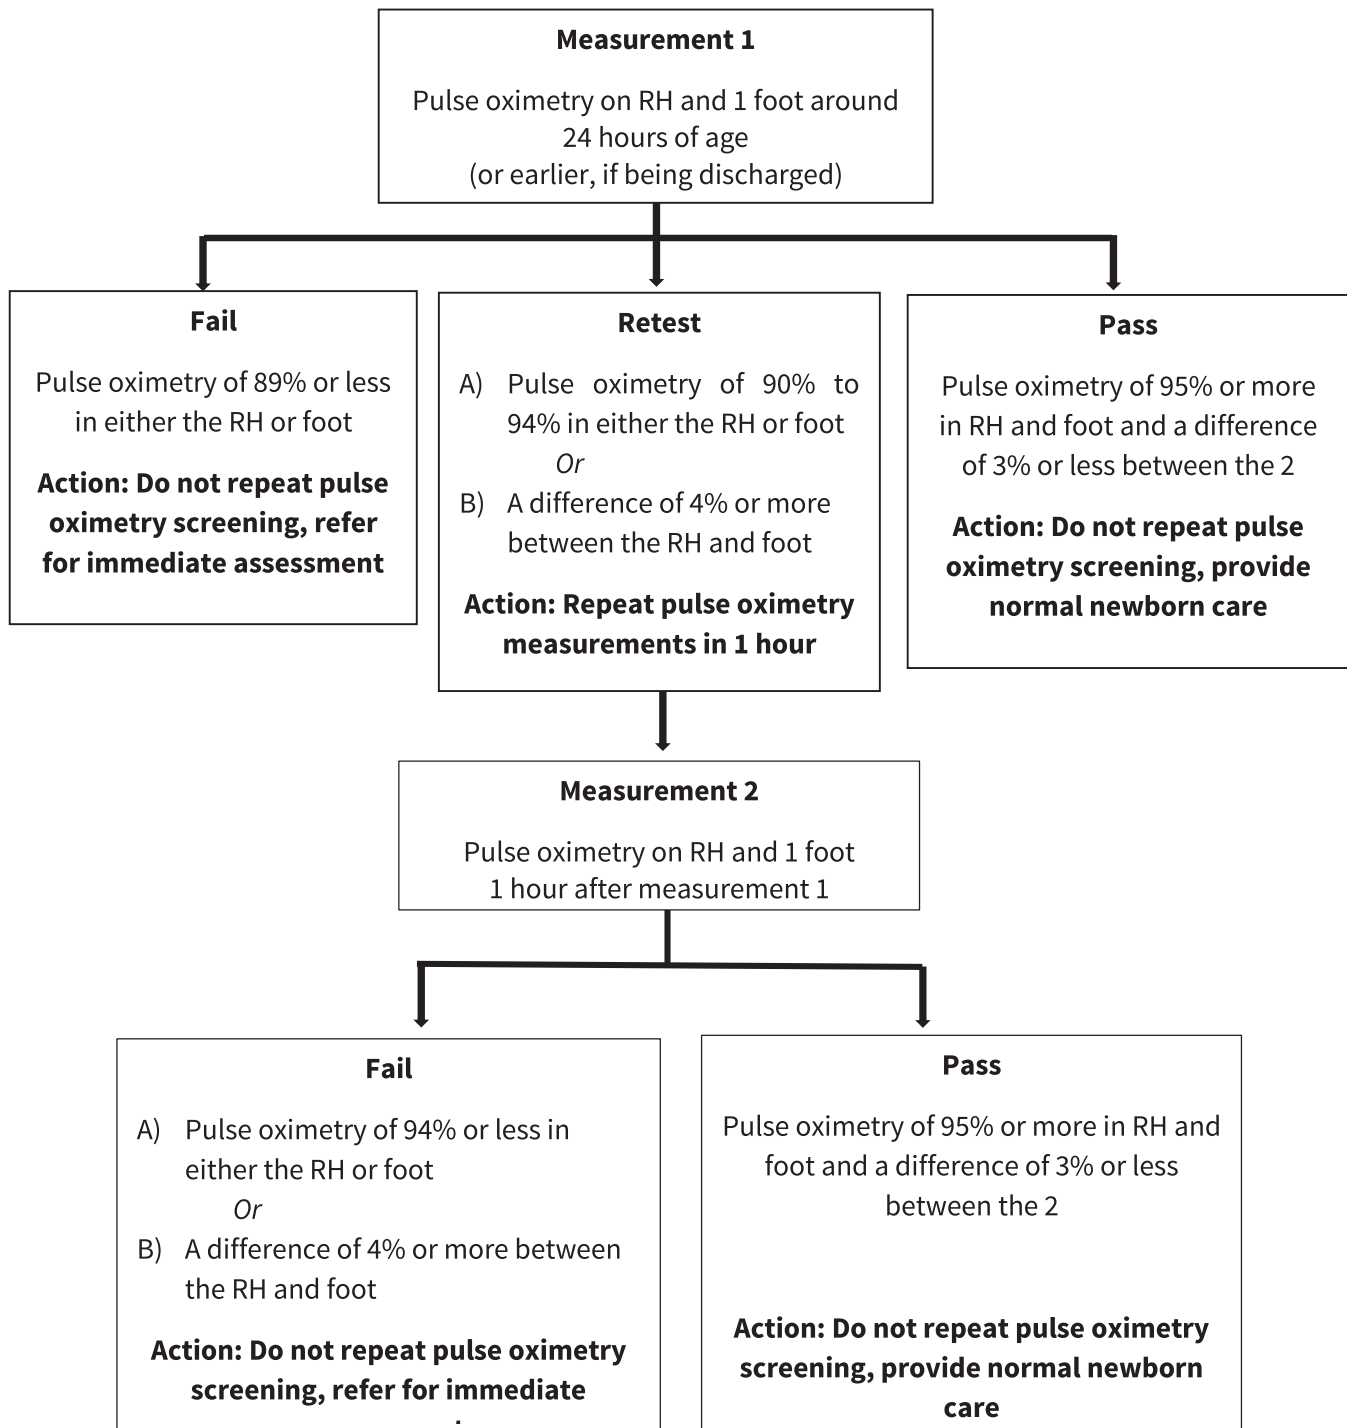 Measurement 1
Pulse oximetry on RH and 1 foot around
24 hours of age
(or earlier, if being discharged)
Fail
Pulse oximetry of 89% or less
in either the RH or foot
Action: Do not repeat pulse
oximetry screening, refer
for immediate assessment
Retest
A) Pulse oximetry of 90% to
94% in either the RH or foot
Or
B) A difference of 4% or more
between the RH and foot
Action: Repeat pulse oximetry
measurements in 1 hour
Pass
Pulse oximetry of 95% or more
in RH and foot and a difference
of 3% or less between the 2
Action: Do not repeat pulse
oximetry screening, provide
normal newborn care
Measurement 2
Pulse oximetry on RH and 1 foot
1 hour after measurement 1
Fail
A) Pulse oximetry of 94% or less in
either the RH or foot
Or
B) A difference of 4% or more between
the RH and foot
Action: Do not repeat pulse oximetry
screening, refer for immediate
Pass
Pulse oximetry of 95% or more in RH and
foot and a difference of 3% or less
between the 2
Action: Do not repeat pulse oximetry
screening, provide normal newborn
care